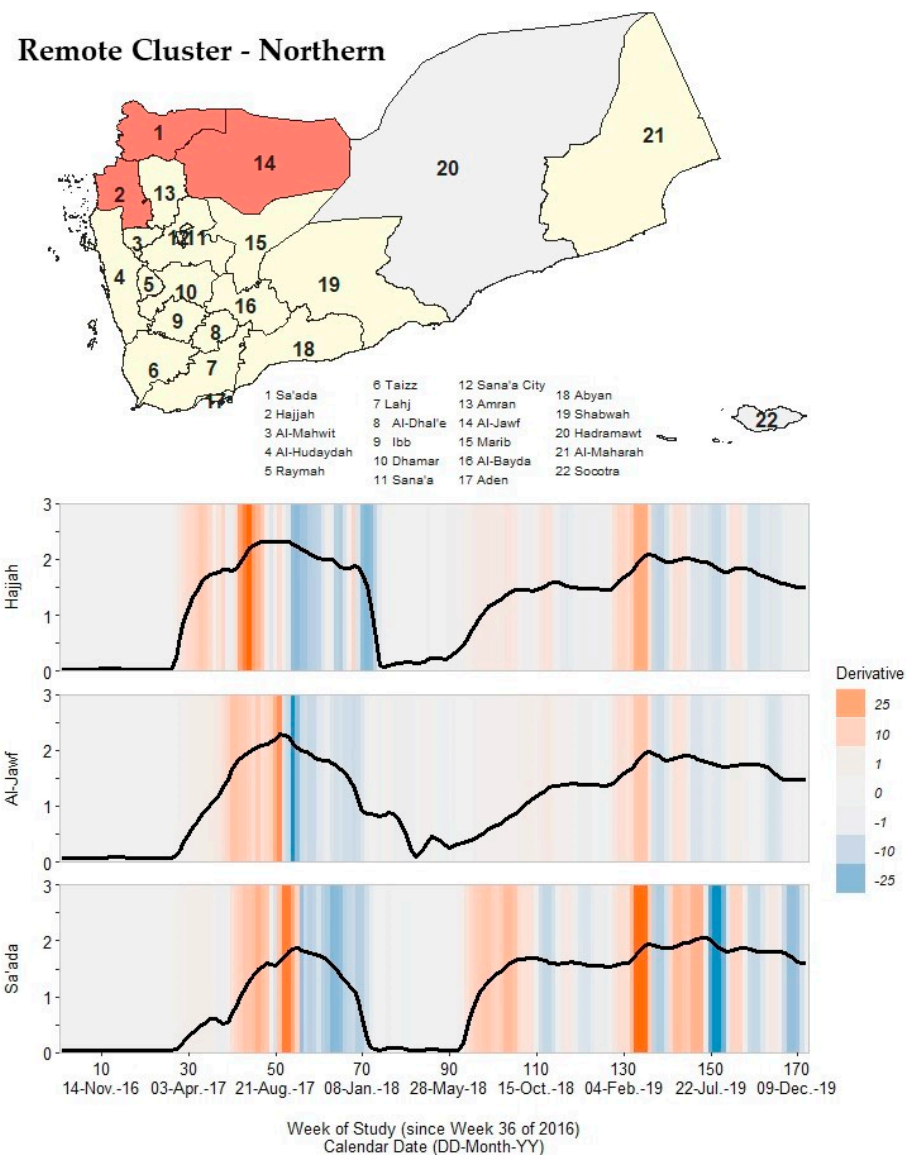 Remote Cluster - Northern
1
14
21
20
2
13
12 11
3
15
4
5
10
19
16
9
8
18
6
7
17
22
1 Sa'ada
2 Hajjah
3 Al-Mahwit
4 Al-Hudaydah
5 Raymah
6 Taizz
7 Lahj
8 Al-Dhal'e
9 Ibb
10 Dhamar
11 Sana'a
12 Sana'a City
13 Amran
14 Al-Jawf
15 Marib
16 Al-Bayda
17 Aden
18 Abyan
19 Shabwah
20 Hadramawt
21 Al-Maharah
22 Socotra
Hajjah
3
2
1
0
Al-Jawf
3
2
1
0
Sa'ada
3
2
1
0
Derivative
25
10
1
0
-1
-10
-25
10 30 50 70 90 110 130 150 170
14-Nov.-16 03-Apr.-17 21-Aug.-17 08-Jan.-18 28-May-18 15-Oct.-18 04-Feb.-19 22-Jul.-19 09-Dec.-19
Week of Study (since Week 36 of 2016)
Calendar Date (DD-Month-YY)